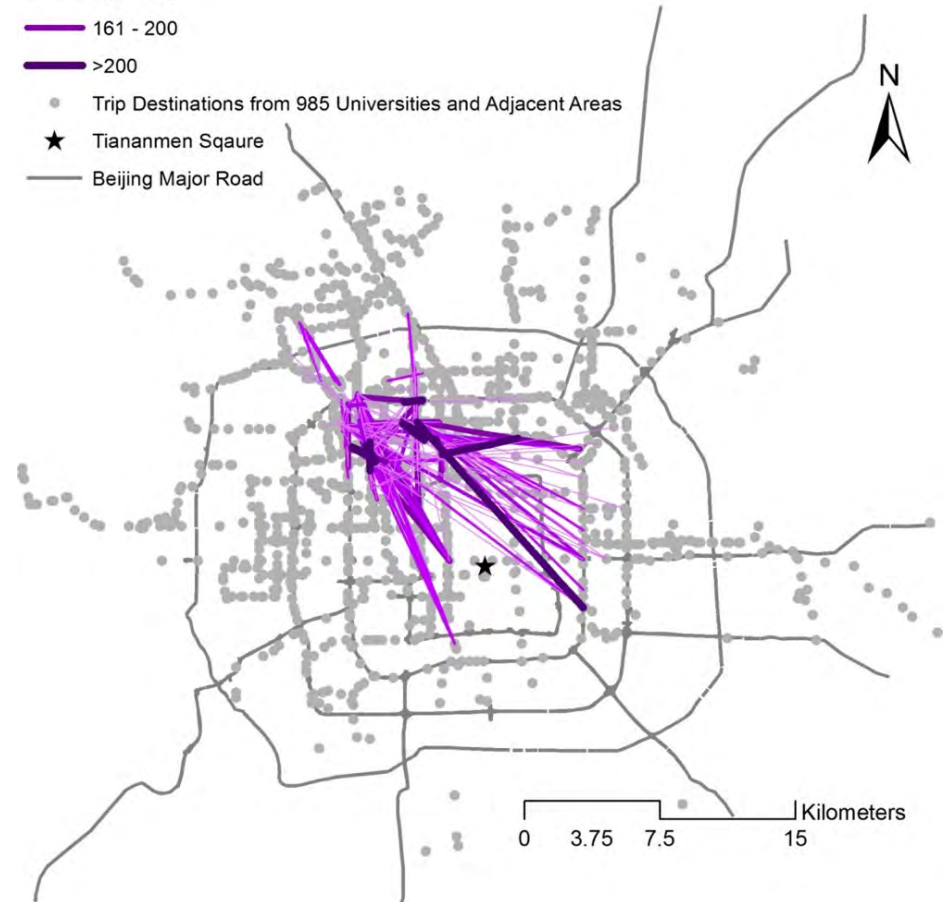 161 - 200
>200
Trip Destinations from 985 Universities and Adjacent Areas
Tiananmen Sqaure
Beijing Major Road
N
Kilometers
0 3.75 7.5 15